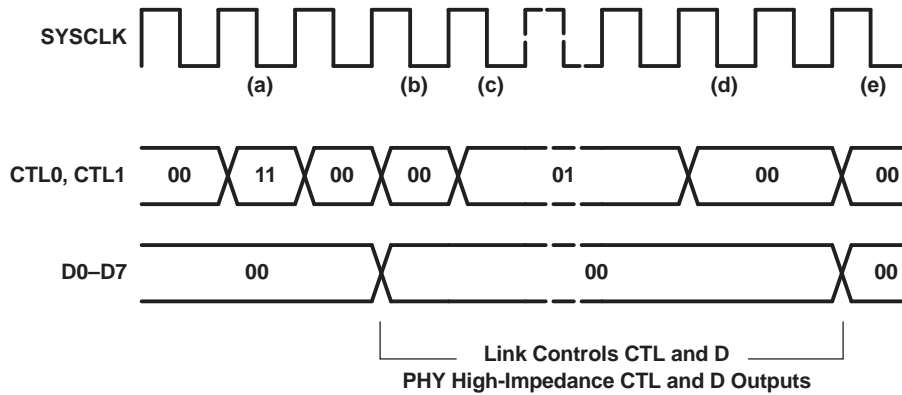 SYSCLK
(a) (b) (c) (d) (e)
CTL0, CTL1 00 11 00 00 01 00 00
D0–D7 00 00 00
Link Controls CTL and D
PHY High-Impedance CTL and D Outputs